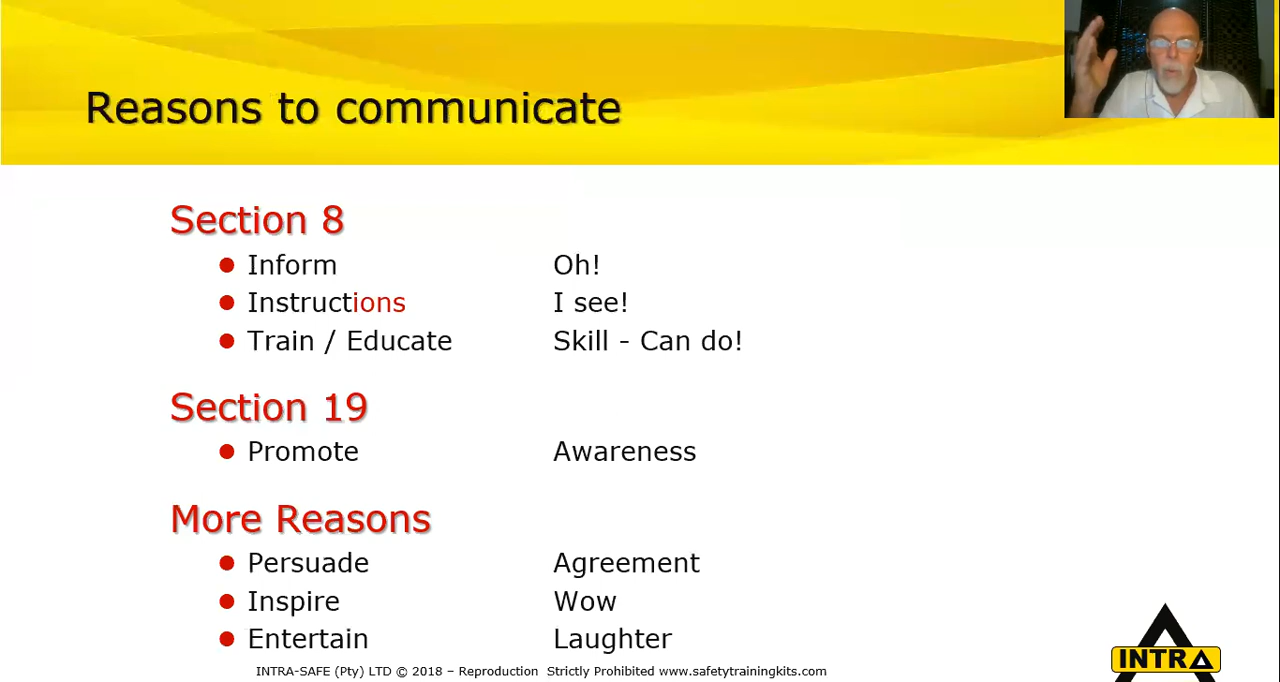 Reasons to communicate
Section 8
Inform Oh!
Instructions I see!
Train / Educate Skill - Can do!
Section 19
Promote Awareness
More Reasons
Persuade Agreement
Inspire Wow
Entertain Laughter
INTRA-SAFE (Pty) LTD © 2018 – Reproduction Strictly Prohibited www.safetytrainingkits.com
INTRA